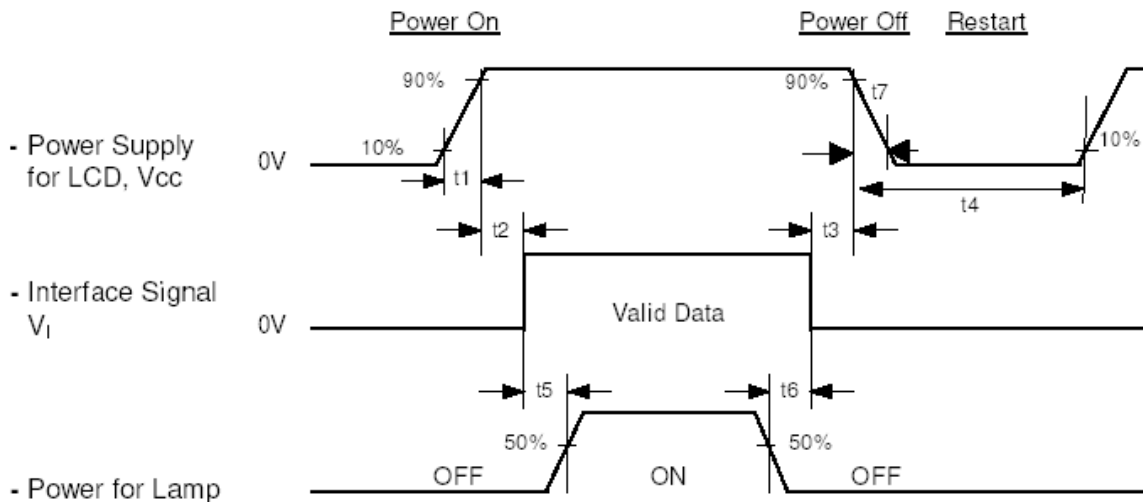 Power On
Power Off Restart
90%
90%
t7
- Power Supply
for LCD, Vcc
0V
10%
10%
t1
t4
t2
t3
- Interface Signal
VI
0V
Valid Data
t5
t6
50%
50%
- Power for Lamp
OFF
ON
OFF